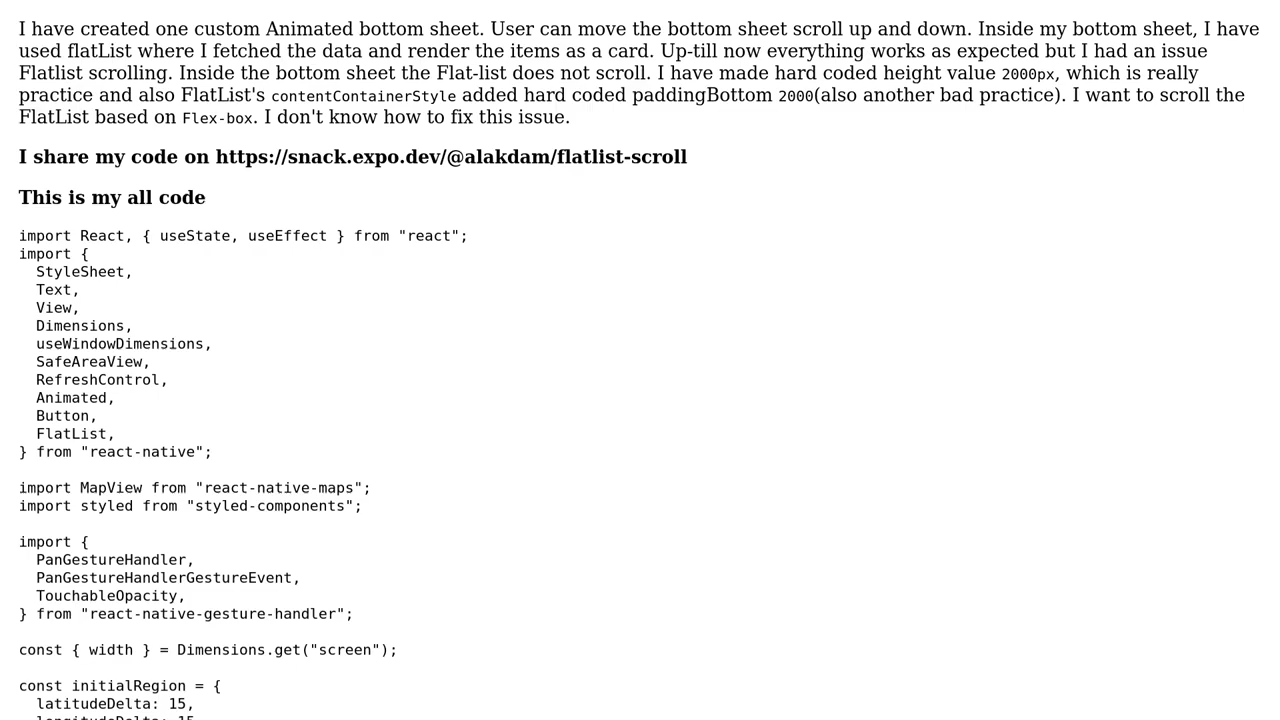 I have created one custom Animated bottom sheet. User can move the bottom sheet scroll up and down. Inside my bottom sheet, I have
used flatList where I fetched the data and render the items as a card. Up-till now everything works as expected but I had an issue
Flatlist scrolling. Inside the bottom sheet the Flat-list does not scroll. I have made hard coded height value 2000px, which is really
practice and also FlatList's contentContainerStyle added hard coded paddingBottom 2000(also another bad practice). I want to scroll the
FlatList based on Flex-box. I don't know how to fix this issue.
I share my code on https://snack.expo.dev/@alakdam/flatlist-scroll
This is my all code
import React, { useState, useEffect } from "react";
import {
  StyleSheet,
  Text,
  View,
  Dimensions,
  useWindowDimensions,
  SafeAreaView,
  RefreshControl,
  Animated,
  Button,
  FlatList,
} from "react-native";
import MapView from "react-native-maps";
import styled from "styled-components";
import {
  PanGestureHandler,
  PanGestureHandlerGestureEvent,
  TouchableOpacity,
} from "react-native-gesture-handler";
const { width } = Dimensions.get("screen");
const initialRegion = {
  latitudeDelta: 15,
  longitudeDelta: 15,